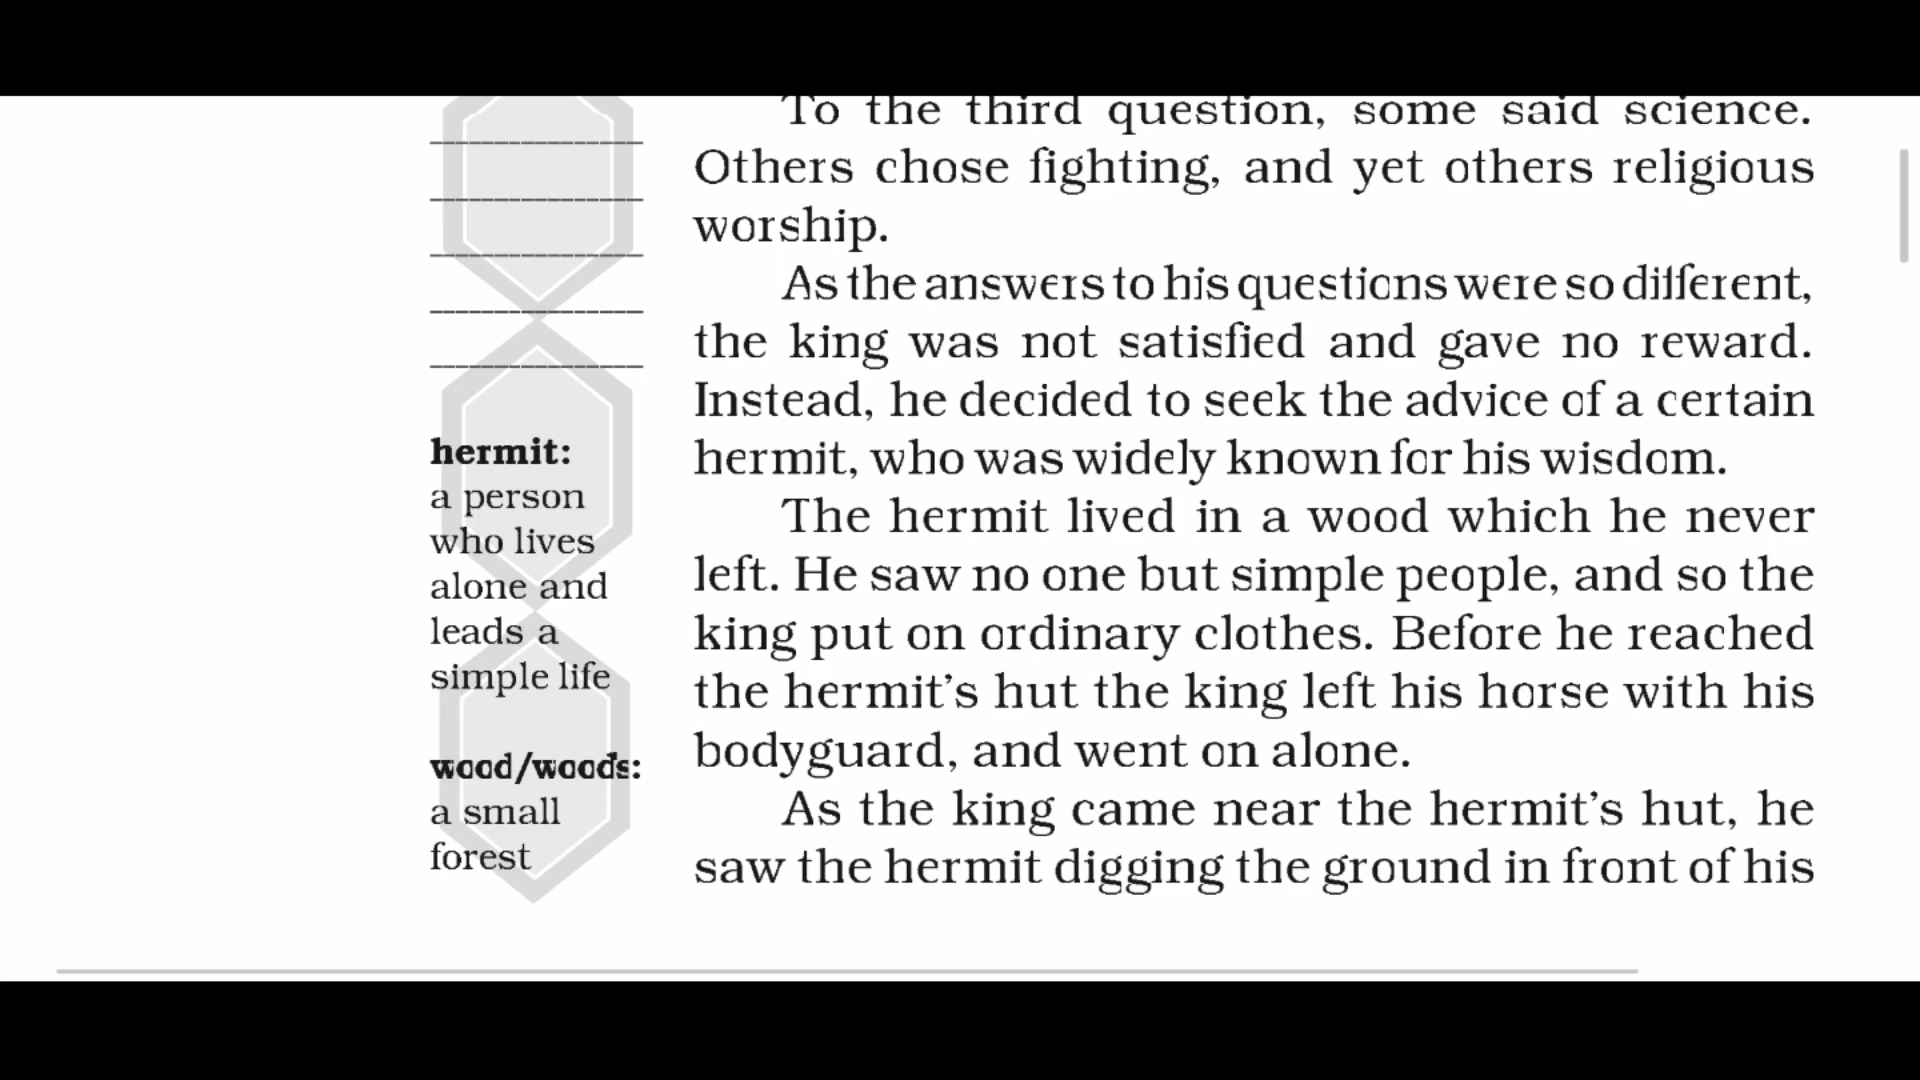 To the third question, some said science.
Others chose fighting, and yet others religious
worship.
As the answers to his questions were so different,
the king was not satisfied and gave no reward.
Instead, he decided to seek the advice of a certain
hermit, who was widely known for his wisdom.
The hermit lived in a wood which he never
left. He saw no one but simple people, and so the
king put on ordinary clothes. Before he reached
the hermit’s hut the king left his horse with his
bodyguard, and went on alone.
As the king came near the hermit’s hut, he
saw the hermit digging the ground in front of his
hermit:
a person
who lives
alone and
leads a
simple life
wood/woods:
a small
forest